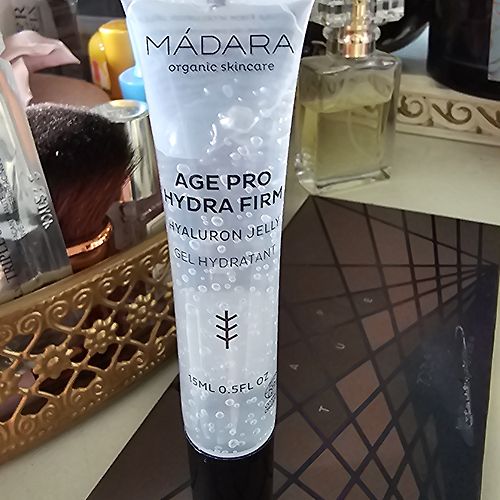 MÁDARA
organic skincare
AGE PRO
HYDRA FIRM
HYALURON JELLY
GEL HYDRATANT
15ML 0.5FL OZ